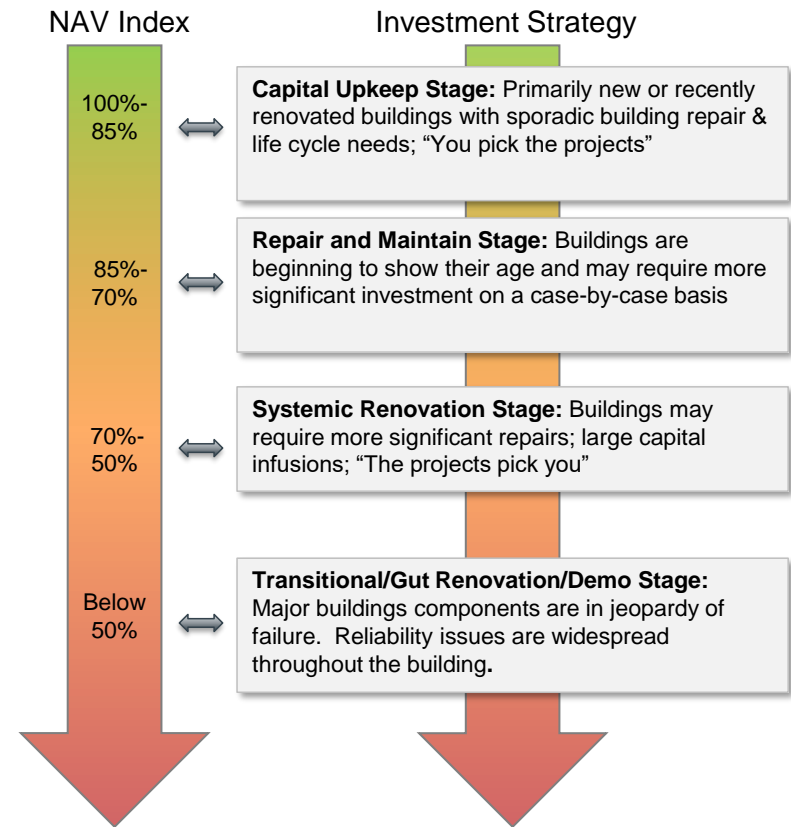 NAV Index
Investment Strategy
100%-
85%
Capital Upkeep Stage: Primarily new or recently
renovated buildings with sporadic building repair &
life cycle needs; “You pick the projects”
85%-
70%
Repair and Maintain Stage: Buildings are
beginning to show their age and may require more
significant investment on a case-by-case basis
70%-
50%
Systemic Renovation Stage: Buildings may
require more significant repairs; large capital
infusions; “The projects pick you”
Below
50%
Transitional/Gut Renovation/Demo Stage:
Major buildings components are in jeopardy of
failure.  Reliability issues are widespread
throughout the building.